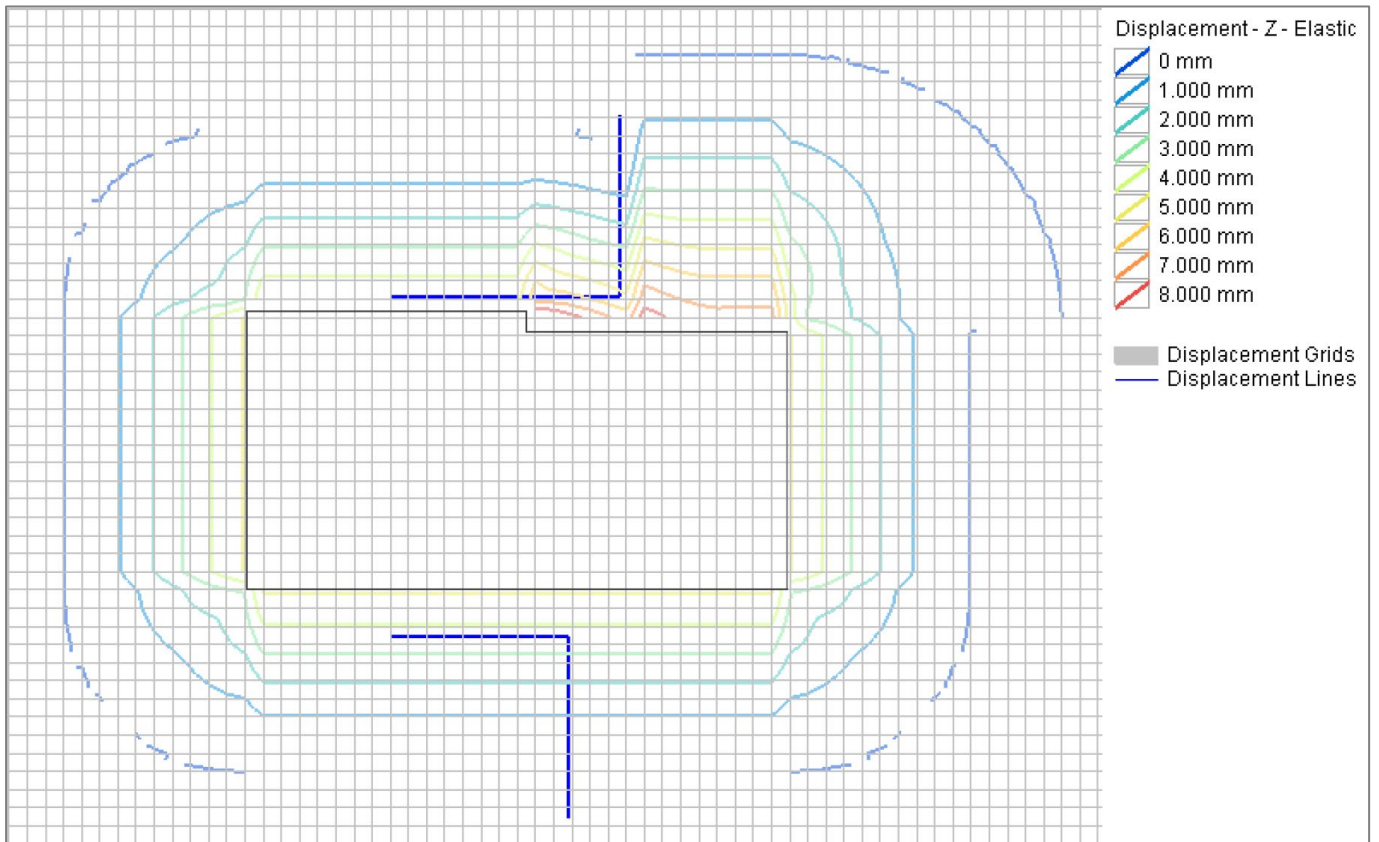 Displacement - Z - Elastic
0 mm
1.000 mm
2.000 mm
3.000 mm
4.000 mm
5.000 mm
6.000 mm
7.000 mm
8.000 mm
Displacement Grids
Displacement Lines